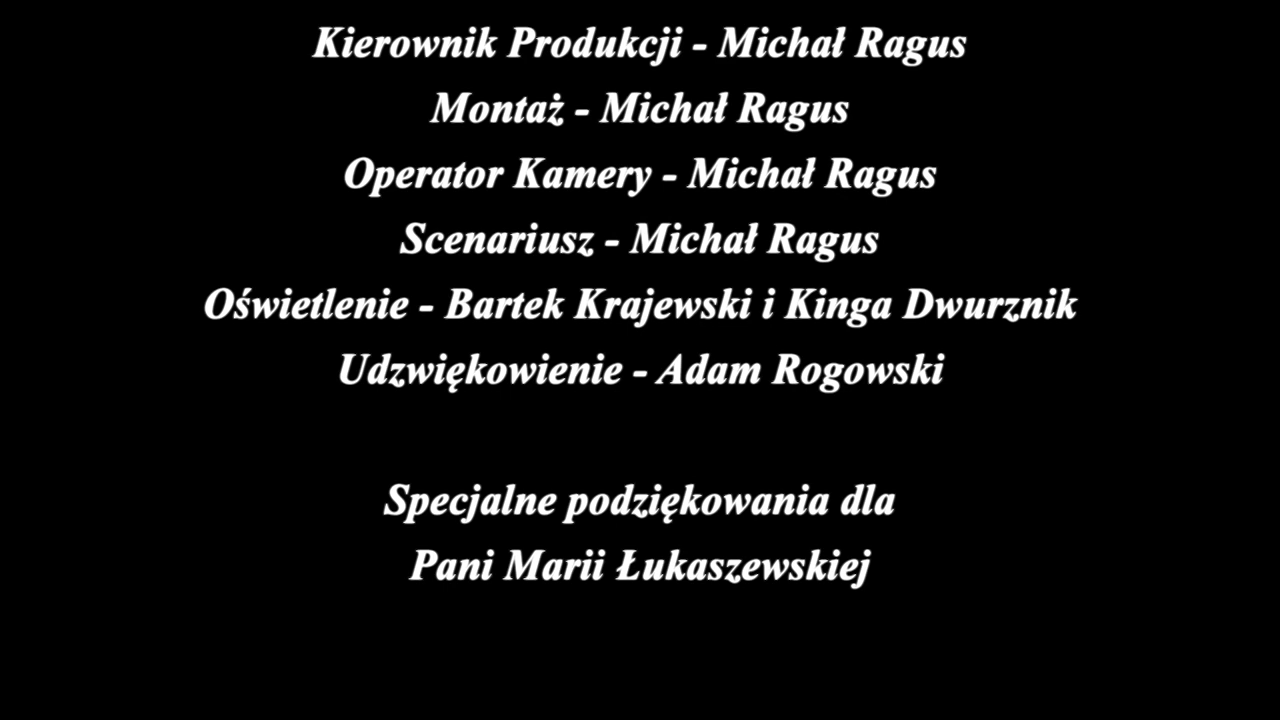 Kierownik Produkcji - Michał Ragus
Montaż - Michał Ragus
Operator Kamery - Michał Ragus
Scenariusz - Michał Ragus
Oświetlenie - Bartek Krajewski i Kinga Dwurznik
Udzwiękowienie - Adam Rogowski
Specjalne podziękowania dla
Pani Marii Łukaszewskiej